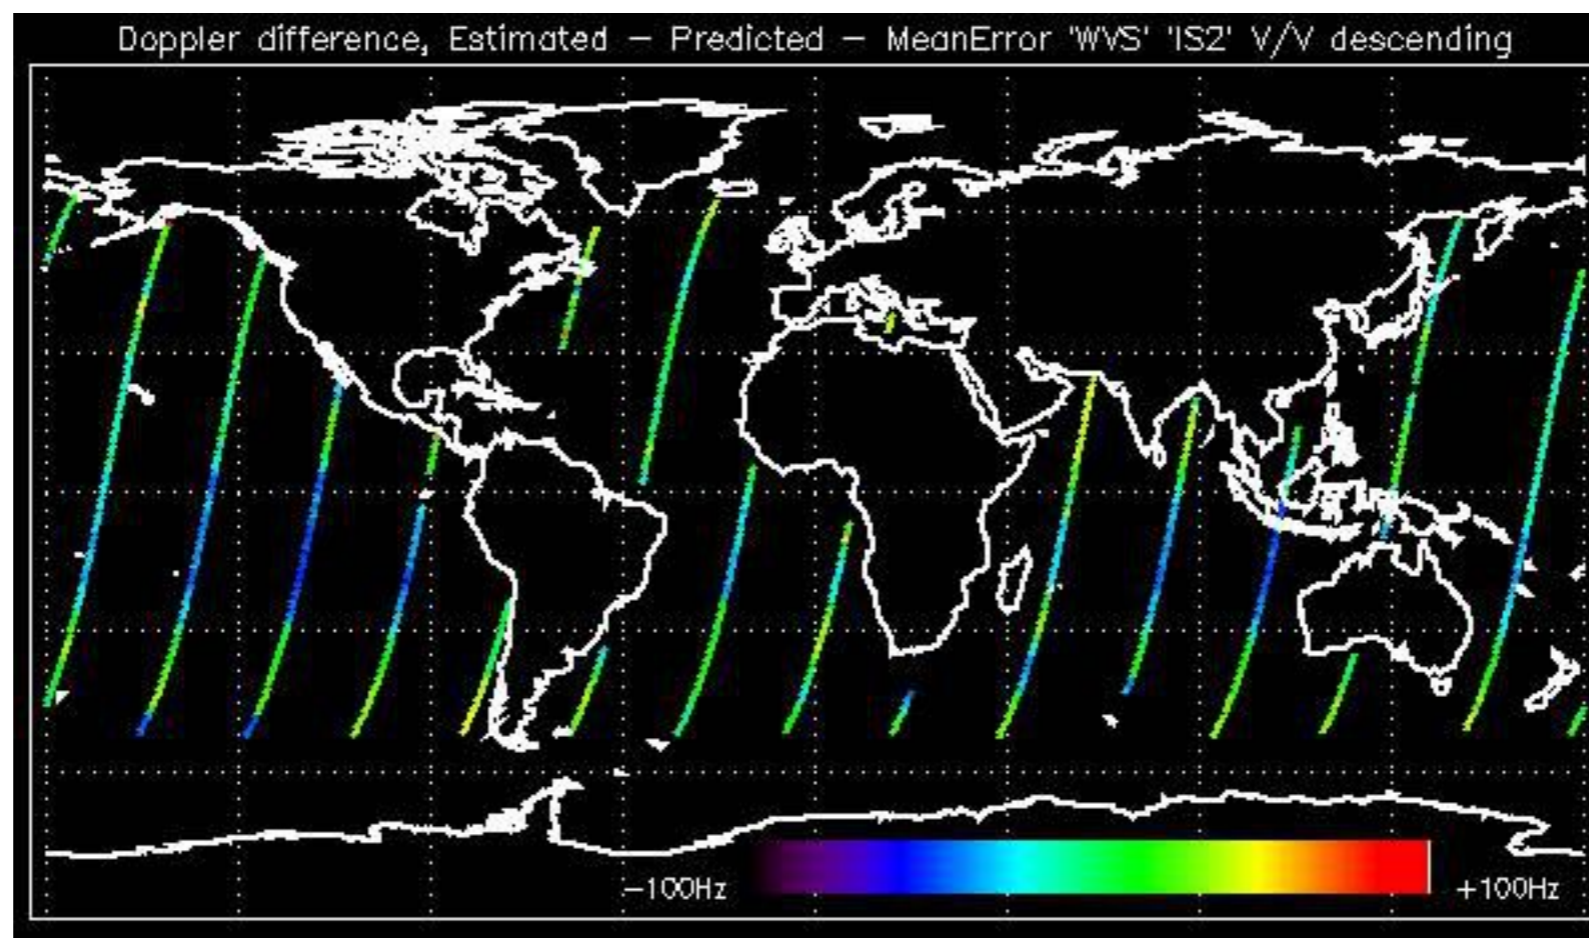 Doppler difference, Estimated – Predicted – MeanError 'WVS' 'IS2' V/V descending
–100Hz
+100Hz